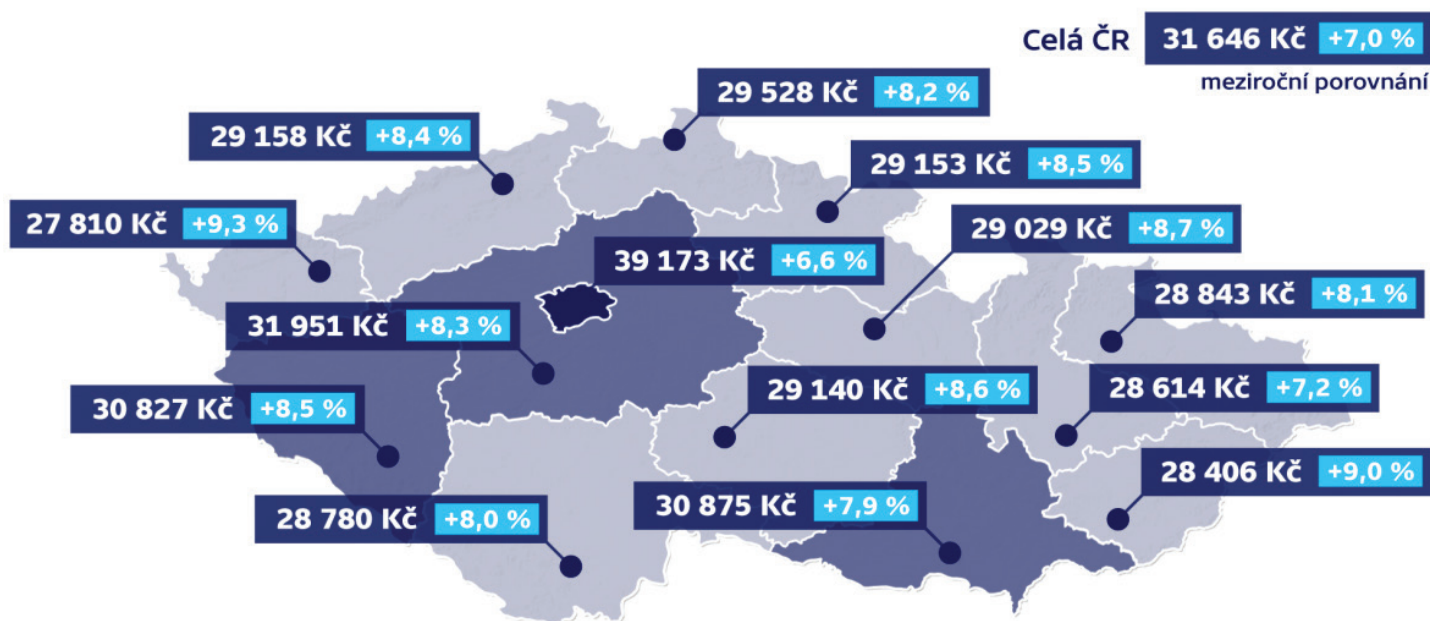 Celá ČR 31 646 Kč +7,0 %
meziroční porovnání
29 528 Kč +8,2 %
29 158 Kč +8,4 %
29 153 Kč +8,5 %
27 810 Kč +9,3 %
29 029 Kč +8,7 %
39 173 Kč +6,6 %
28 843 Kč +8,1 %
31 951 Kč +8,3 %
29 140 Kč +8,6 %
28 614 Kč +7,2 %
30 827 Kč +8,5 %
28 406 Kč +9,0 %
30 875 Kč +7,9 %
28 780 Kč +8,0 %